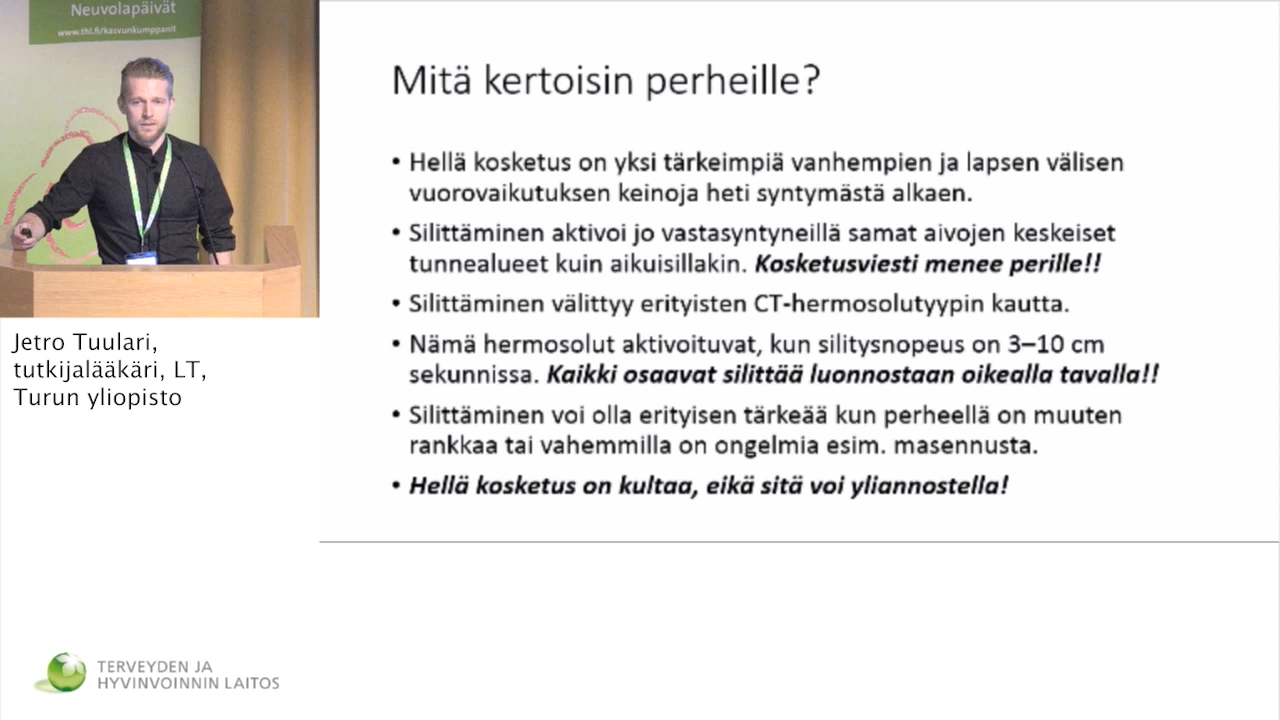 Neuvolapäivät
www.thl.fi/kasvunkumppanit
Mitä kertoisin perheille?
• Hellä kosketus on yksi tärkeimpiä vanhempien ja lapsen välisen
vuorovaikutuksen keinoja heti syntymästä alkaen.
• Silittäminen aktivoi jo vastasyntyneillä samat aivojen keskeiset
tunnealueet kuin aikuisillakin. Kosketusviesti menee perille!!
• Silittäminen välittyy erityisten CT-hermosolutyypin kautta.
• Nämä hermosolut aktivoituvat, kun silitysnopeus on 3–10 cm
sekunnissa. Kaikki osaavat silittää luonnostaan oikealla tavalla!!
• Silittäminen voi olla erityisen tärkeää kun perheellä on muuten
rankkaa tai vahemmilla on ongelmia esim. masennusta.
• Hellä kosketus on kultaa, eikä sitä voi yliannostella!
Jetro Tuulari,
tutkijalääkäri, LT,
Turun yliopisto
TERVEYDEN JA
HYVINVOINNIN LAITOS